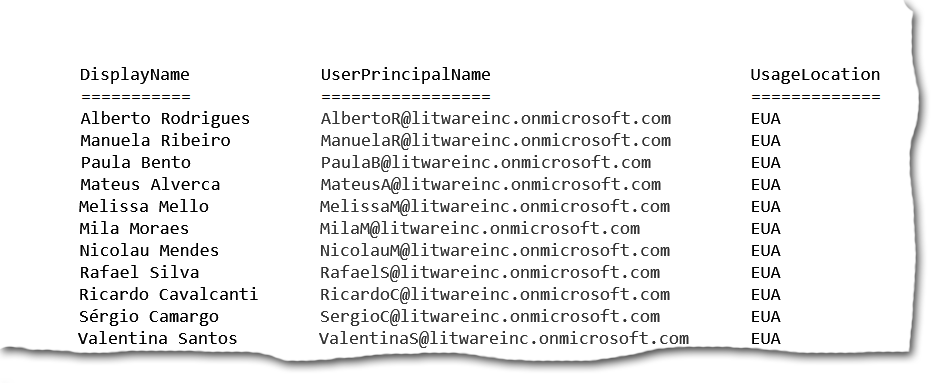 DisplayName UserPrincipalName UsageLocation
=========== ================= =============
Alberto Rodrigues AlbertoR@litwareinc.onmicrosoft.com EUA
Manuela Ribeiro ManuelaR@litwareinc.onmicrosoft.com EUA
Paula Bento PaulaB@litwareinc.onmicrosoft.com EUA
Mateus Alverca MateusA@litwareinc.onmicrosoft.com EUA
Melissa Mello MelissaM@litwareinc.onmicrosoft.com EUA
Mila Moraes MilaM@litwareinc.onmicrosoft.com EUA
Nicolau Mendes NicolauM@litwareinc.onmicrosoft.com EUA
Rafael Silva RafaelS@litwareinc.onmicrosoft.com EUA
Ricardo Cavalcanti RicardoC@litwareinc.onmicrosoft.com EUA
Sérgio Camargo SergioC@litwareinc.onmicrosoft.com EUA
Valentina Santos ValentinaS@litwareinc.onmicrosoft.com EUA